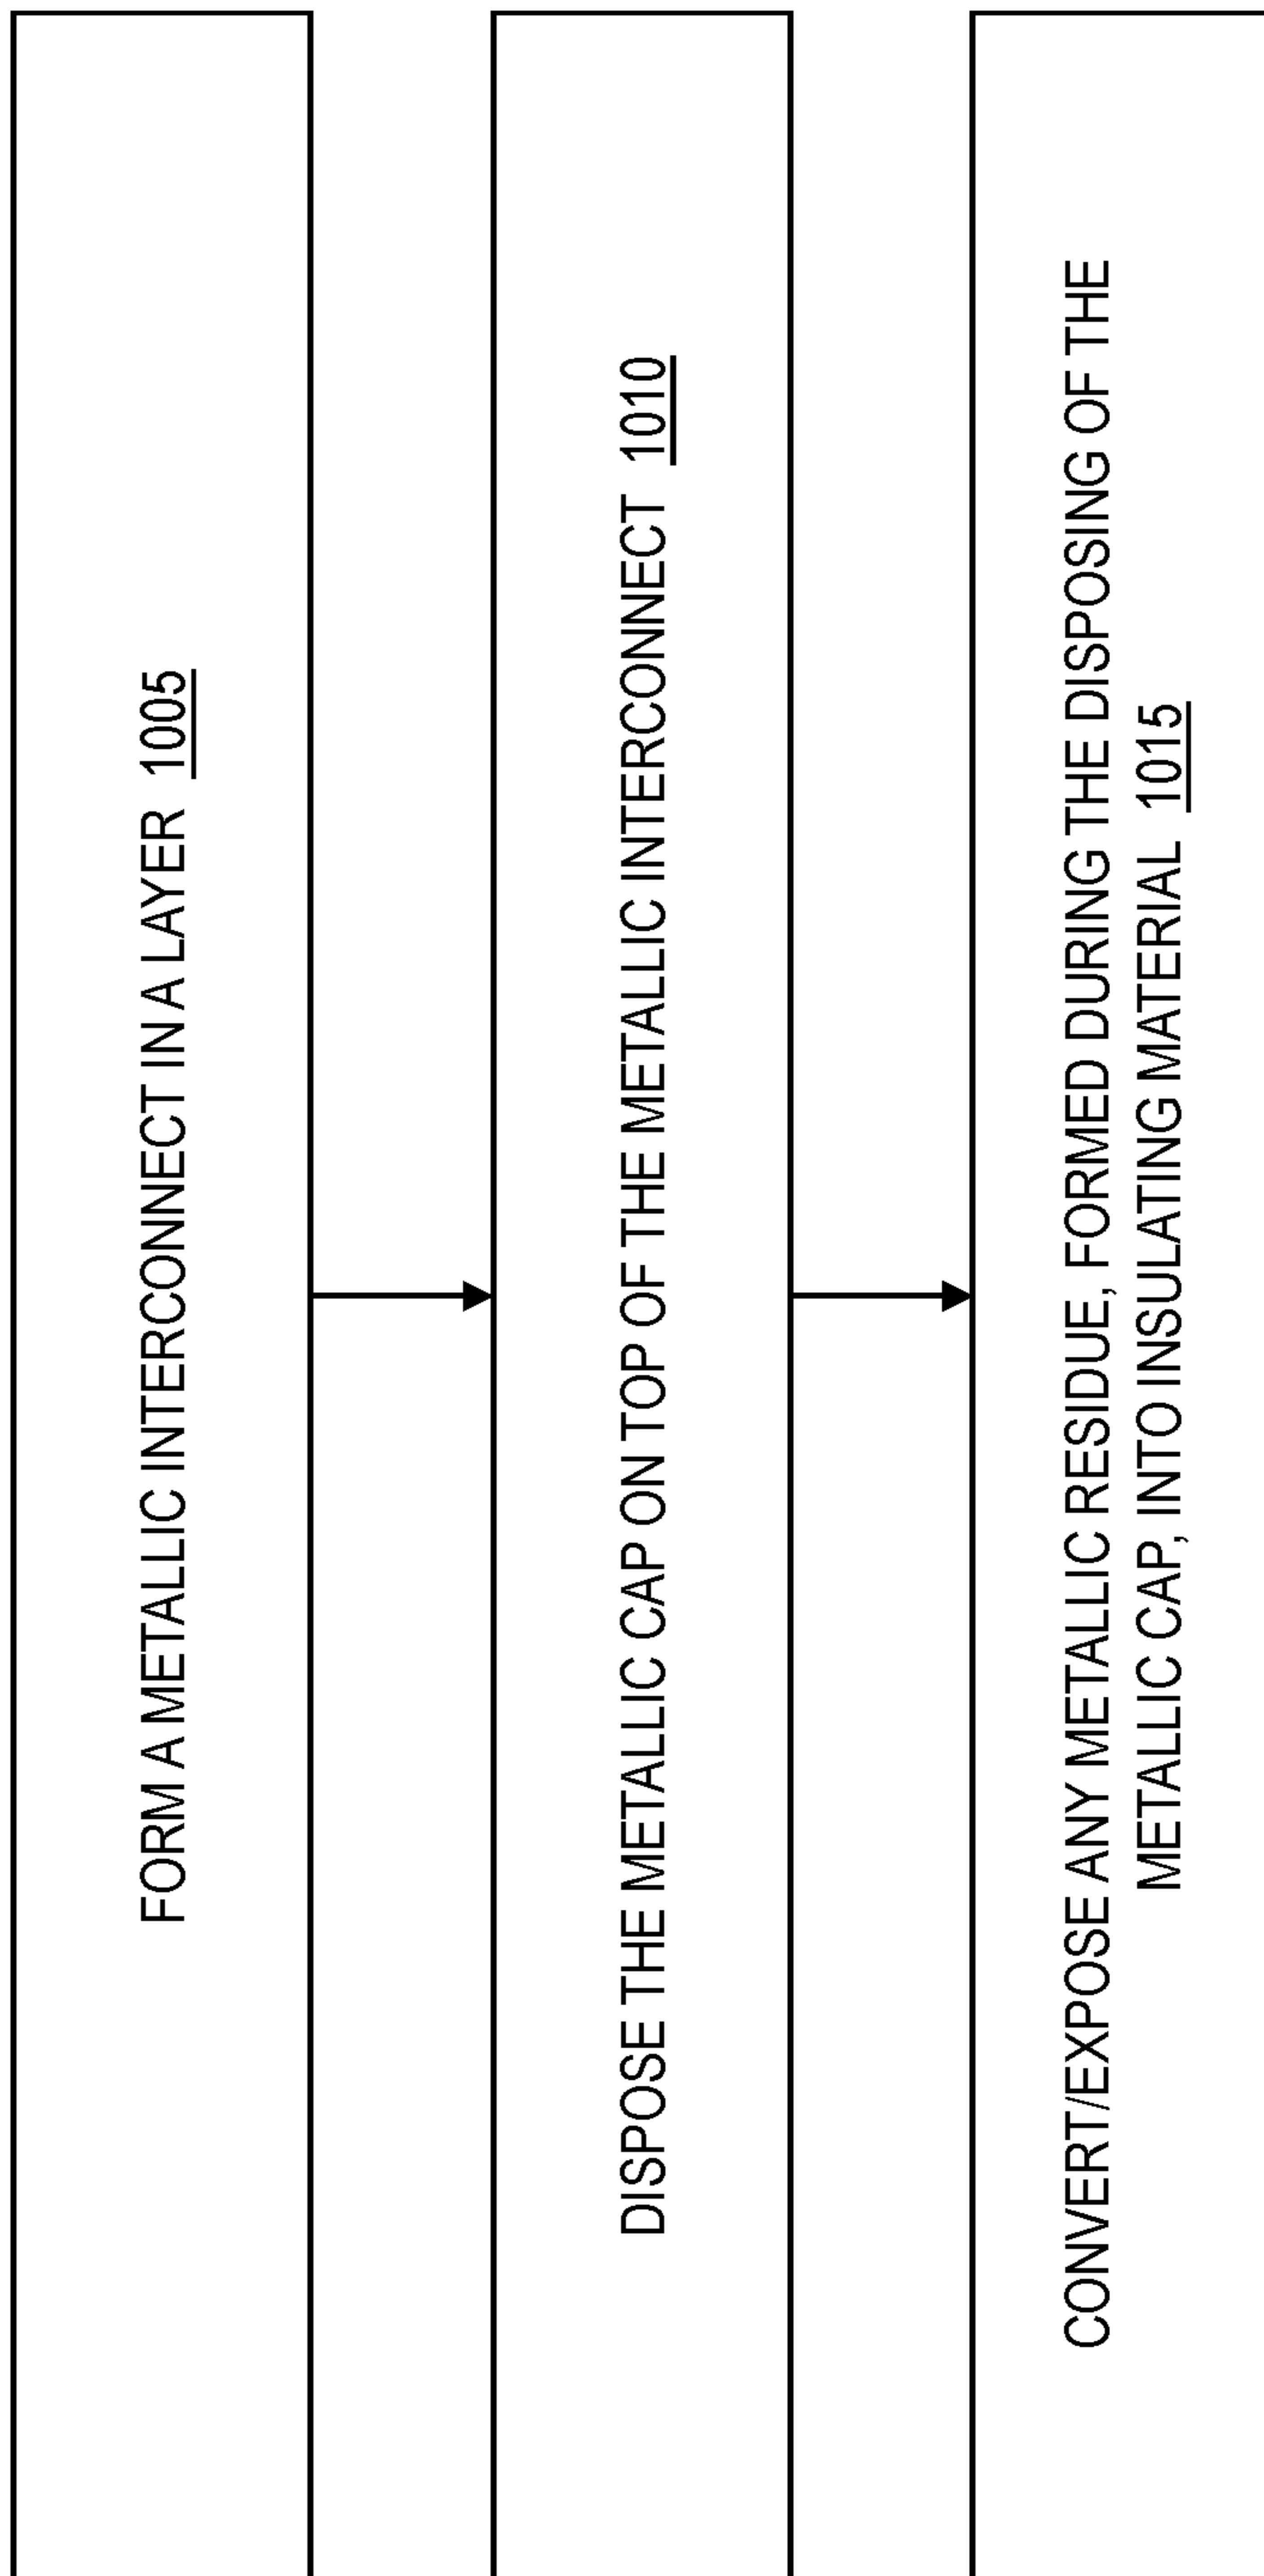 FORM A METALLIC INTERCONNECT IN A LAYER 1005
DISPOSE THE METALLIC CAP ON TOP OF THE METALLIC INTERCONNECT 1010
CONVERT/EXPOSE ANY METALLIC RESIDUE, FORMED DURING THE DISPOSING OF THE
METALLIC CAP, INTO INSULATING MATERIAL 1015